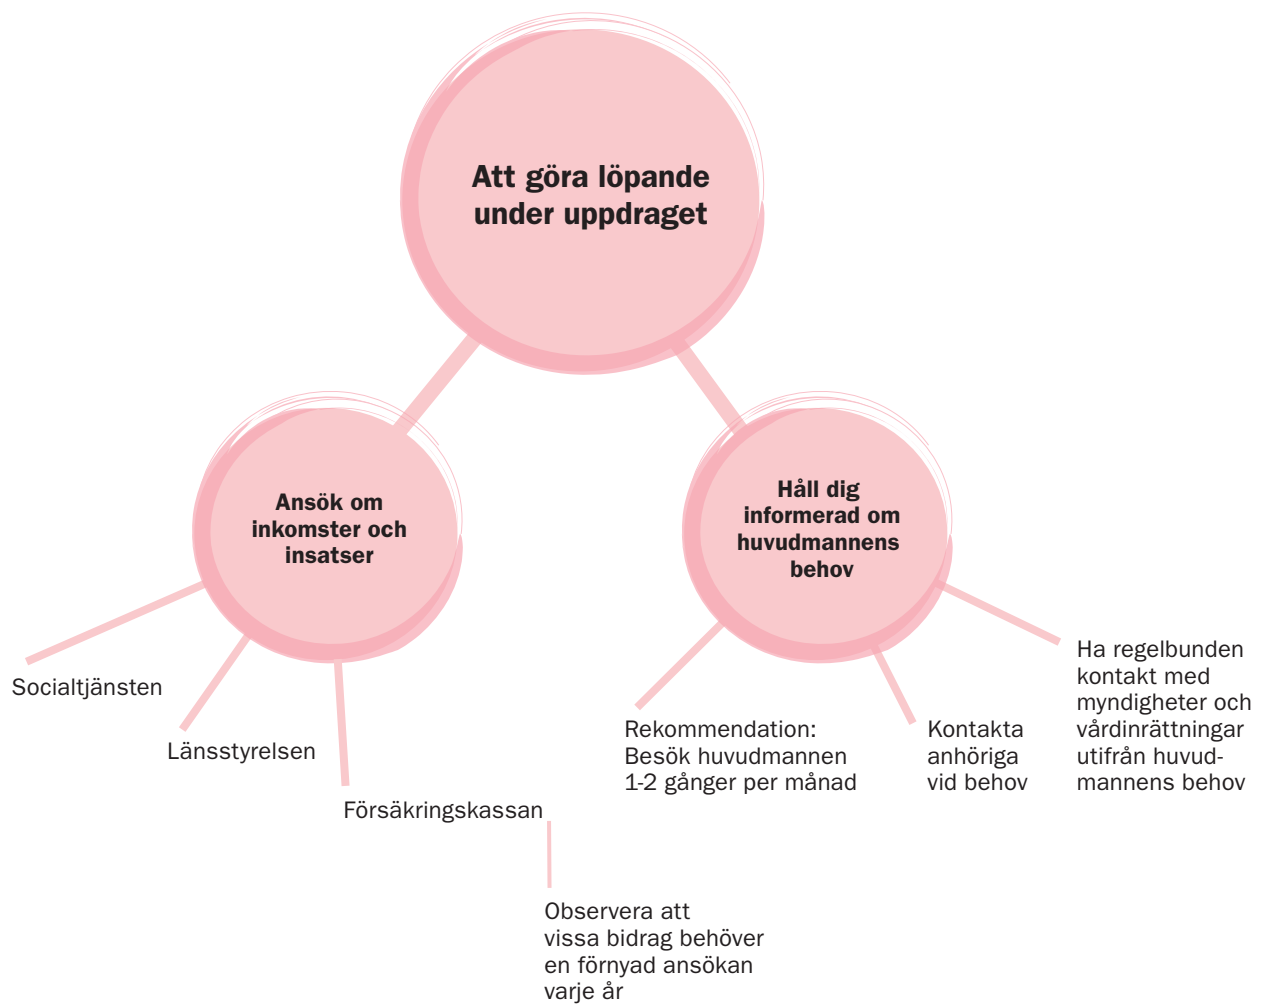 Att göra löpande
under uppdraget
Ansök om
inkomster och
insatser
Socialtjänsten
Länsstyrelsen
Försäkringskassan
Observera att
vissa bidrag behöver
en förnyad ansökan
varje år
Håll dig
informerad om
huvudmannens
behov
Rekommendation:
Besök huvudmannen
1-2 gånger per månad
Kontakta
anhöriga
vid behov
Ha regelbunden
kontakt med
myndigheter och
vårdinrättningar
utifrån huvud-
mannens behov